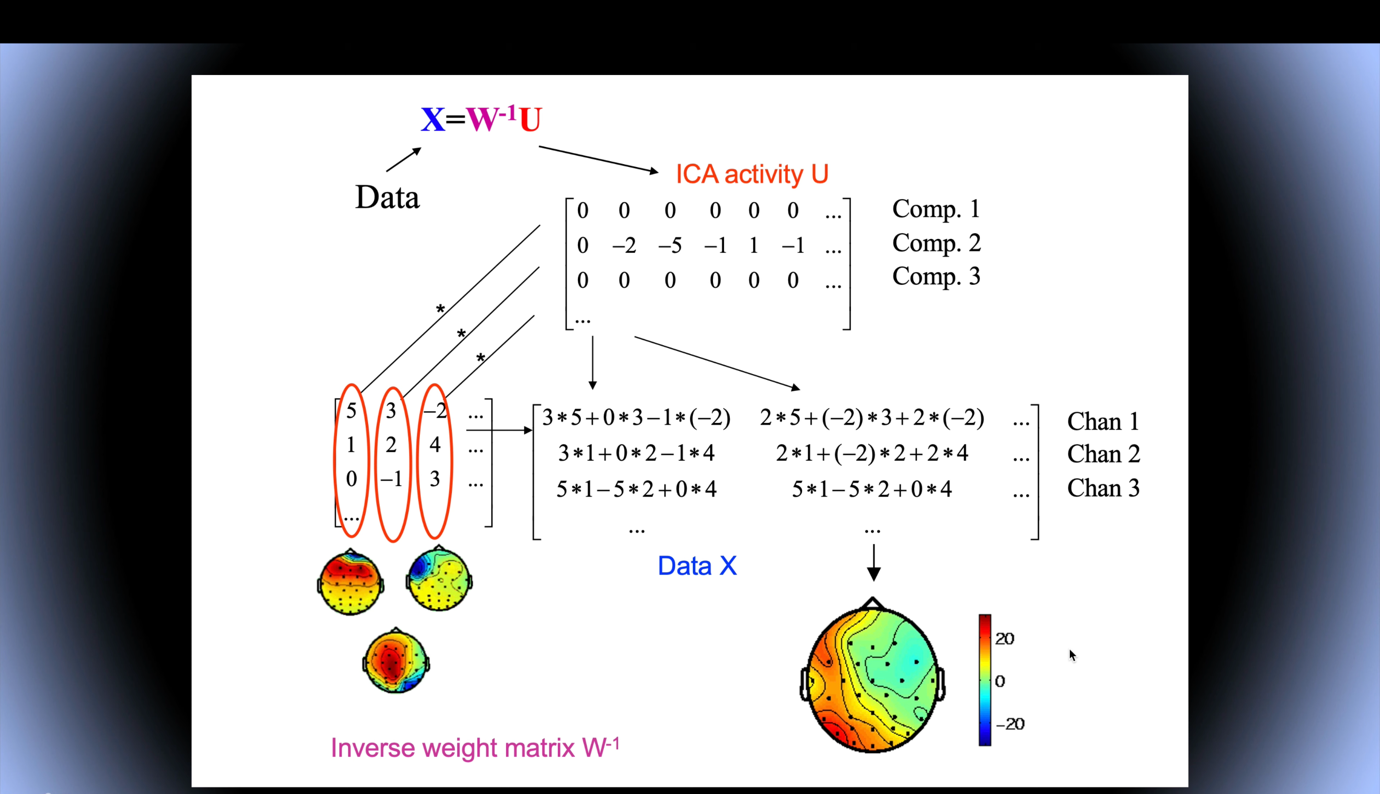 X=W⁻¹U
Data
ICA activity U
0 0 0 0 0 0 ... Comp. 1
0 −2 −5 −1 1 −1 ... Comp. 2
0 0 0 0 0 0 ... Comp. 3
...
*
*
*
5 3 −2 ... 3*5+0*3−1*(−2) 2*5+(−2)*3+2*(−2) ... Chan 1
1 2 4 ... 3*1+0*2−1*4 2*1+(−2)*2+2*4 ... Chan 2
0 −1 3 ... 5*1−5*2+0*4 5*1−5*2+0*4 ... Chan 3
... ... ...
Data X
20
0
−20
Inverse weight matrix W⁻¹